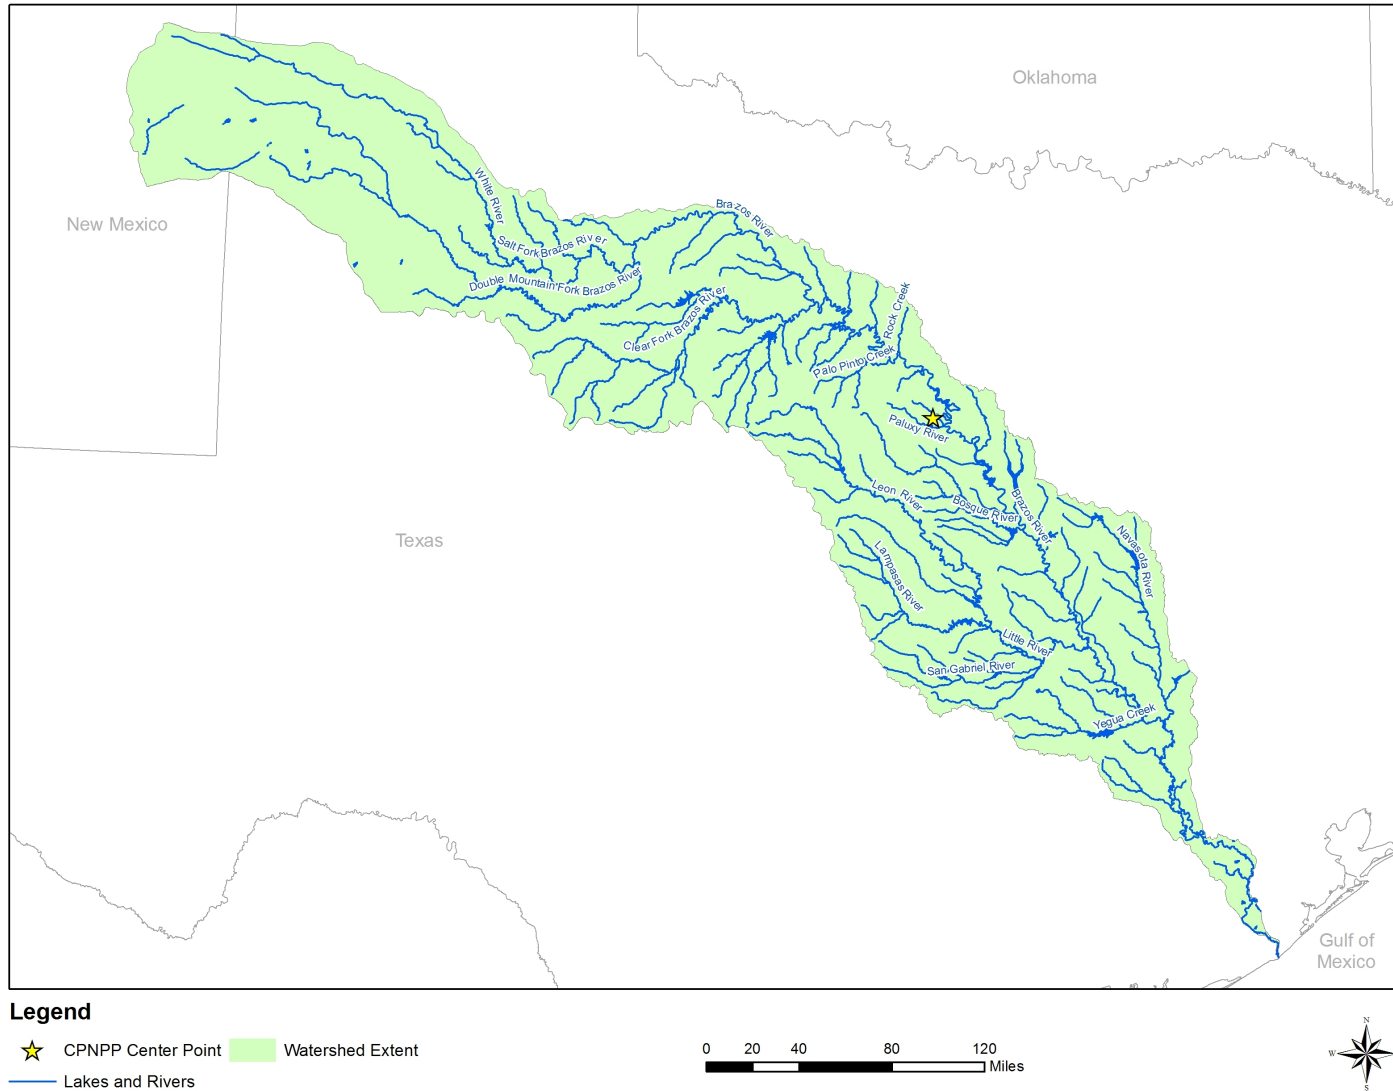 Oklahoma
New Mexico
White River
Brazos River
Salt Fork Brazos River
Double Mountain Fork Brazos River
Clear Fork Brazos River
Rock Creek
Palo Pinto Creek
Paluxy River
Leon River
Bosque River
Brazos River
Navasota River
Texas
Lampasas River
Little River
San Gabriel River
Yegua Creek
Gulf of
Mexico
Legend
CPNPP Center Point
Watershed Extent
Lakes and Rivers
0 20 40 80 120
Miles
N
W
S